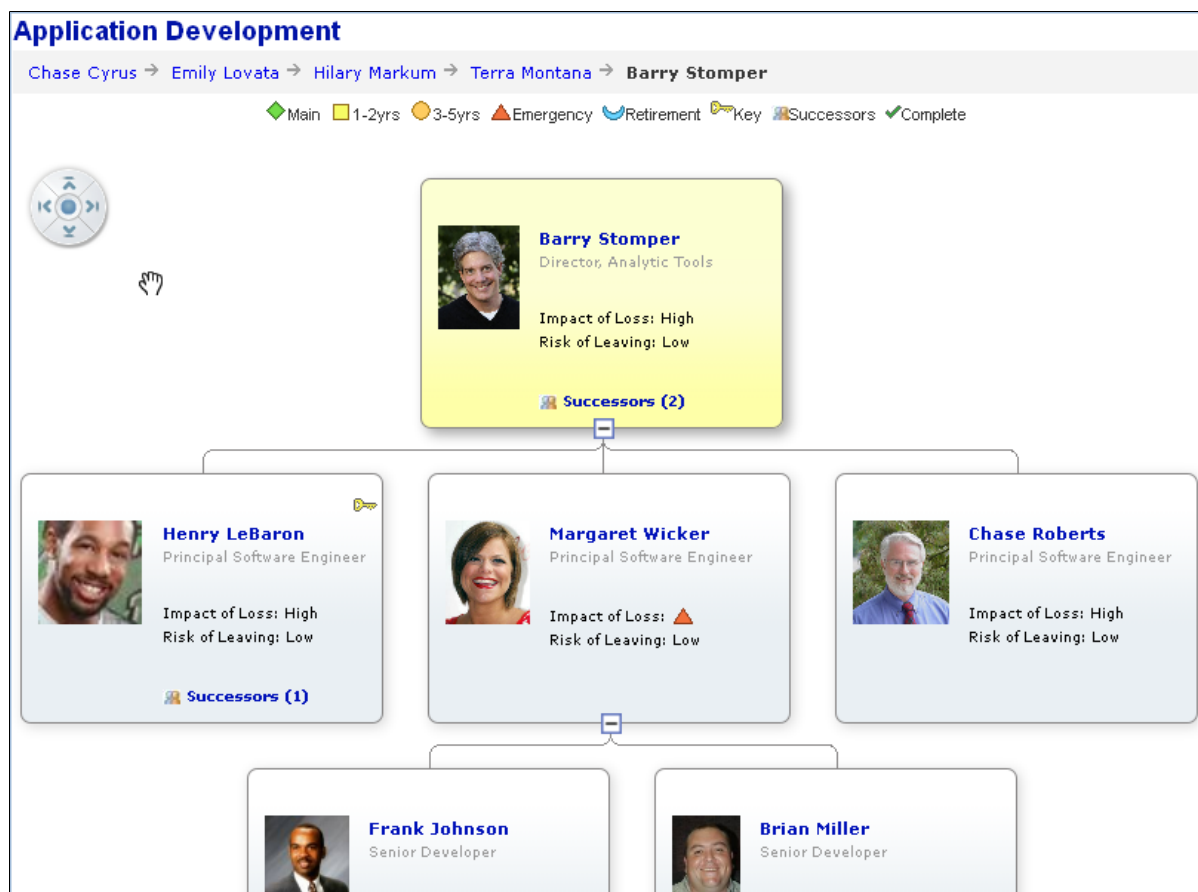 Application Development
Chase Cyrus → Emily Lovata → Hilary Markum → Terra Montana → Barry Stomper
Main 1-2yrs 3-5yrs Emergency Retirement Key Successors Complete
Barry Stomper
Director, Analytic Tools
Impact of Loss: High
Risk of Leaving: Low
Successors (2)
Henry LeBaron
Principal Software Engineer
Impact of Loss: High
Risk of Leaving: Low
Successors (1)
Margaret Wicker
Principal Software Engineer
Impact of Loss:
Risk of Leaving: Low
Chase Roberts
Principal Software Engineer
Impact of Loss: High
Risk of Leaving: Low
Frank Johnson
Senior Developer
Brian Miller
Senior Developer